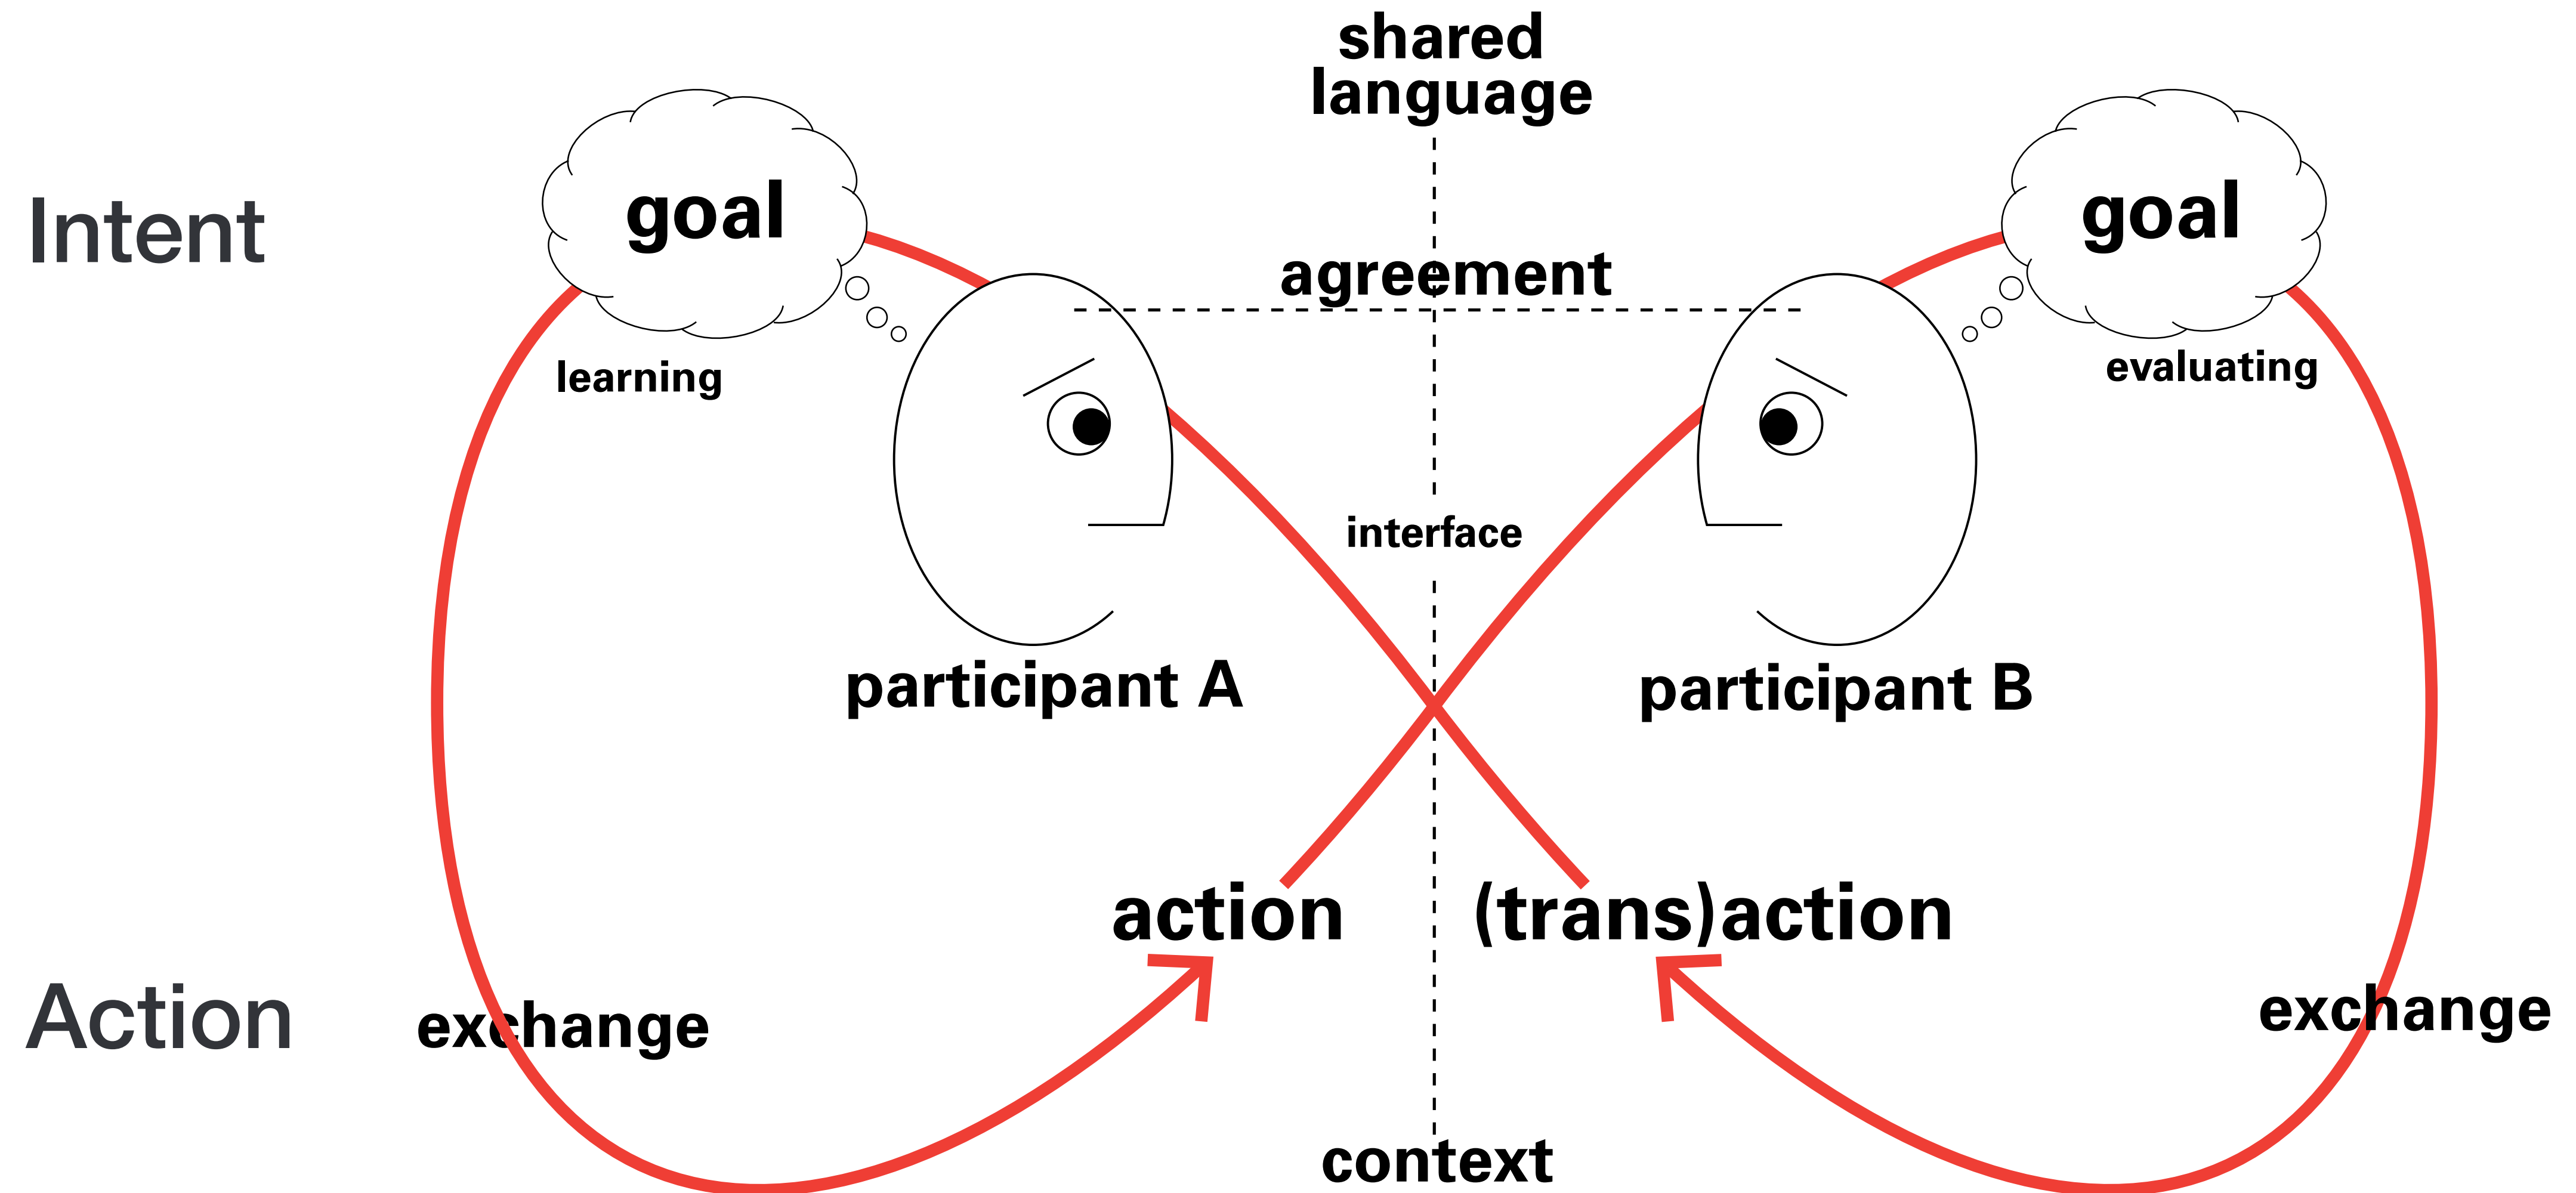 shared
language
Intent
goal
goal
agreement
learning
evaluating
interface
participant A
participant B
action
(trans)action
Action
exchange
exchange
context